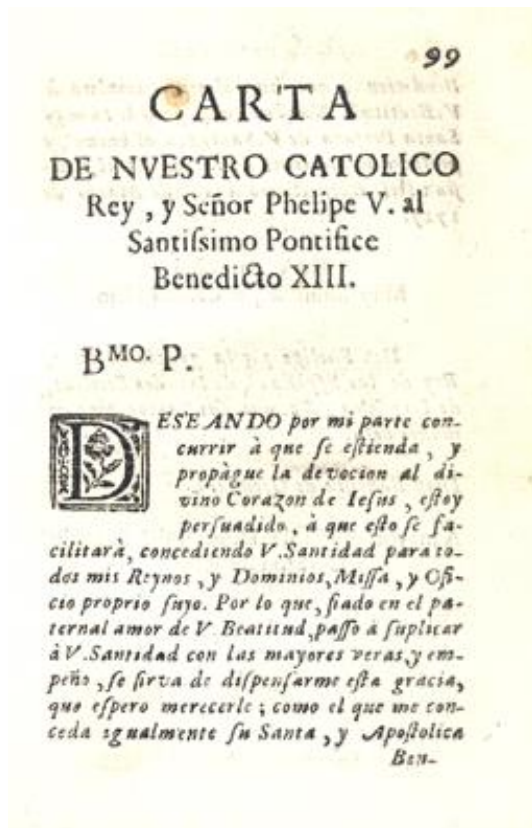 99
CARTA
DE NVESTRO CATOLICO
Rey, y Señor Phelipe V. al
Santiſsimo Pontifice
Benedicto XIII.
BMO. P.
DESEANDO por mi parte con-
currir à que ſe eſtienda, y
propàgue la devocion al di-
vino Corazon de Ieſus, eſtoy
perſuadido, à que eſto ſe fa-
cilitarà, concediendo V. Santidad para to-
dos mis Reynos, y Dominios, Miſſa, y Ofi-
cio proprio ſuyo. Por lo que, fiado en el pa-
ternal amor de V. Beatitud, paſſo à ſuplicar
à V. Santidad con las mayores veras, y em-
peño, ſe ſirva de diſpenſarme eſta gracia,
que eſpero merecerle; como el que me con-
ceda igualmente ſu Santa, y Apoſtolica
Ben-